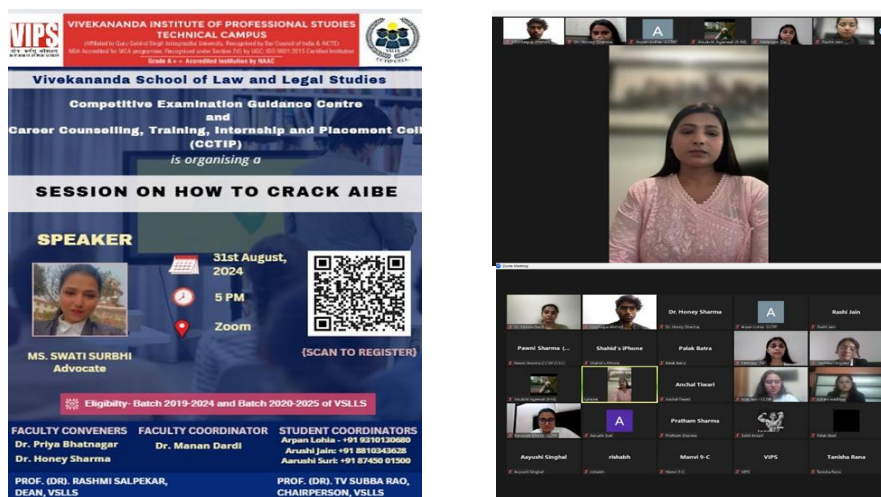 VIPS
VIVEKANANDA INSTITUTE OF PROFESSIONAL STUDIES
TECHNICAL CAMPUS
Grade A++ Accredited Institution by NAAC
Vivekananda School of Law and Legal Studies
Competitive Examination Guidance Centre
and
Career Counselling, Training, Internship and Placement Cell
(CCTIP)
is organising a
SESSION ON HOW TO CRACK AIBE
SPEAKER
31st August,
2024
5 PM
Zoom
{SCAN TO REGISTER}
MS. SWATI SURBHI
Advocate
Eligibilty- Batch 2019-2024 and Batch 2020-2025 of VSLLS
FACULTY CONVENERS
Dr. Priya Bhatnagar
Dr. Honey Sharma
FACULTY COORDINATOR
Dr. Manan Dardi
STUDENT COORDINATORS
Arpan Lohia - +91 9310130680
Arushi Jain: +91 8810343628
Aarushi Suri: +91 87450 01500
PROF. (DR.) RASHMI SALPEKAR,
DEAN, VSLLS
PROF. (DR.) TV SUBBA RAO,
CHAIRPERSON, VSLLS
A
Zoom Meeting
Dr. Honey Sharma
A
Rashi Jain
Pawni Sharma (...
Shahid's iPhone
Palak Batra
Anchal Tiwari
A
Pratham Sharma
Aayushi Singhal
rishabh
Manvi 9-C
VIPS
Tanisha Rana